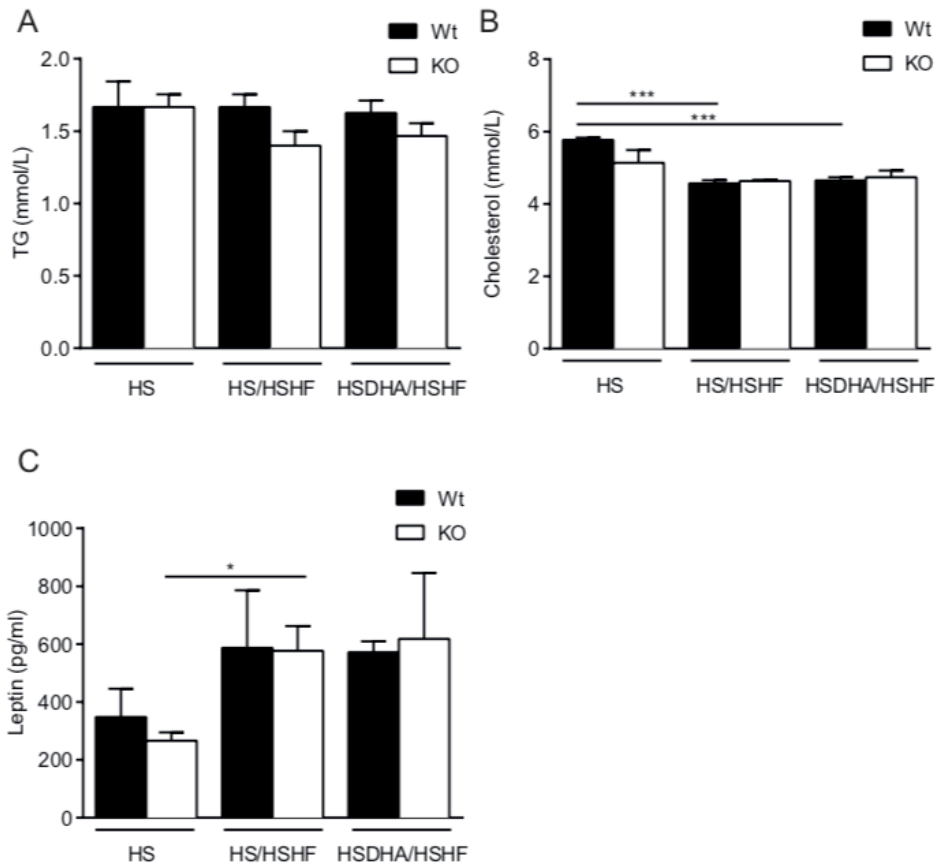 A
Wt
KO
TG (mmol/L)
2.0
1.5
1.0
0.5
0.0
HS
HS/HSHF
HSDHA/HSHF
B
Wt
KO
Cholesterol (mmol/L)
8
6
4
2
0
***
***
HS
HS/HSHF
HSDHA/HSHF
C
Wt
KO
Leptin (pg/ml)
1000
800
600
400
200
0
*
HS
HS/HSHF
HSDHA/HSHF